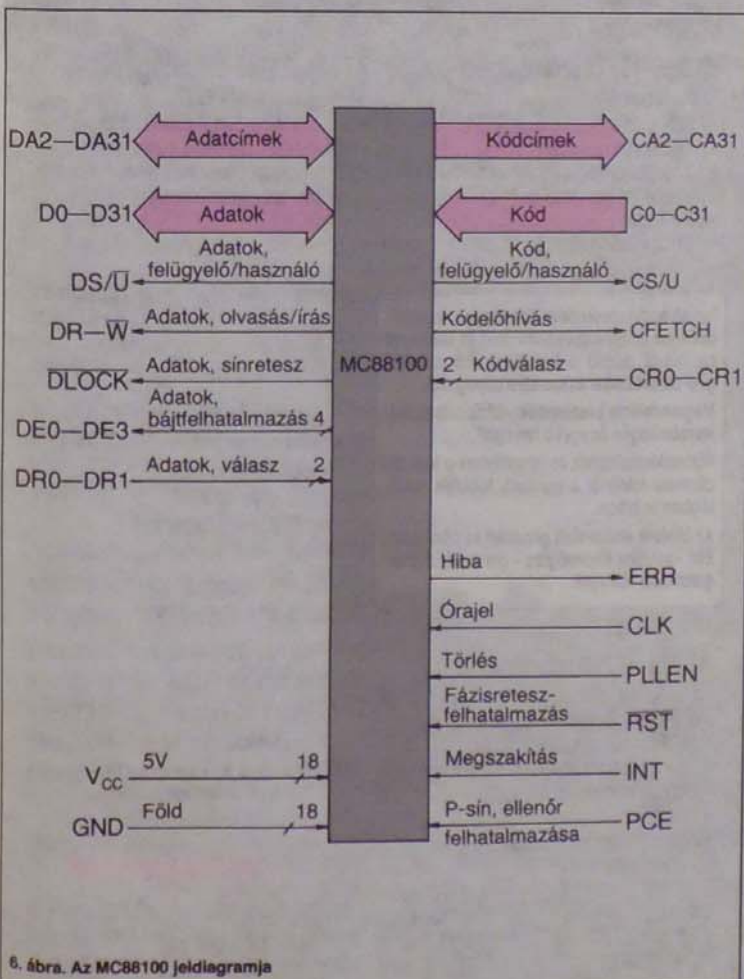 DA2—DA31 Adatcímek Kódcímek CA2—CA31
D0—D31 Adatok Kód C0—C31
Adatok, felügyelő/használó Kód, felügyelő/használó
DS/U̅ CS/U
DR—W̅ Adatok, olvasás/írás Kódelőhívás CFETCH
D̅L̅O̅C̅K̅ Adatok, sínretesz MC88100 2 Kódválasz CR0—CR1
Adatok, bájtfelhatalmazás 4
DE0—DE3
DR0—DR1 Adatok, válasz 2
Hiba ERR
Órajel CLK
Törlés PLLEN
Fázisretesz-
felhatalmazás R̅S̅T̅
VCC 5V 18 Megszakítás INT
GND Föld 18 P-sín, ellenőr PCE
felhatalmazása
6. ábra. Az MC88100 jeldiagramja